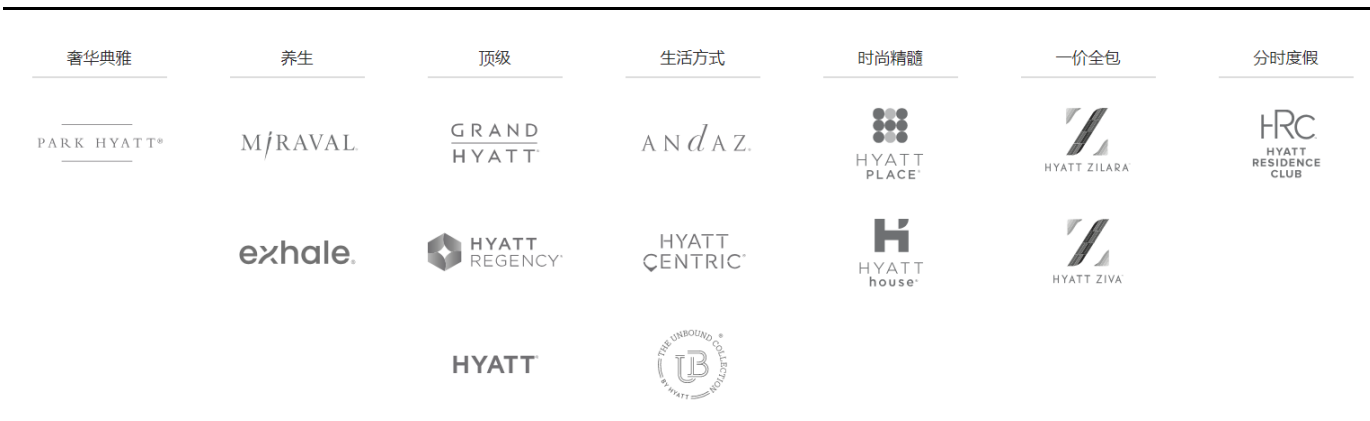 奢华典雅
养生
顶级
生活方式
时尚精髓
一价全包
分时度假
PARK HYATT®
MIRAVAL
GRAND
HYATT
ANdAZ
HYATT
PLACE
HYATT ZILARA
HRC
HYATT
RESIDENCE
CLUB
exhale
HYATT
REGENCY
HYATT
CENTRIC
H
HYATT
house
HYATT ZIVA
HYATT
THE UNBOUND COLLECTION
UB
BY HYATT